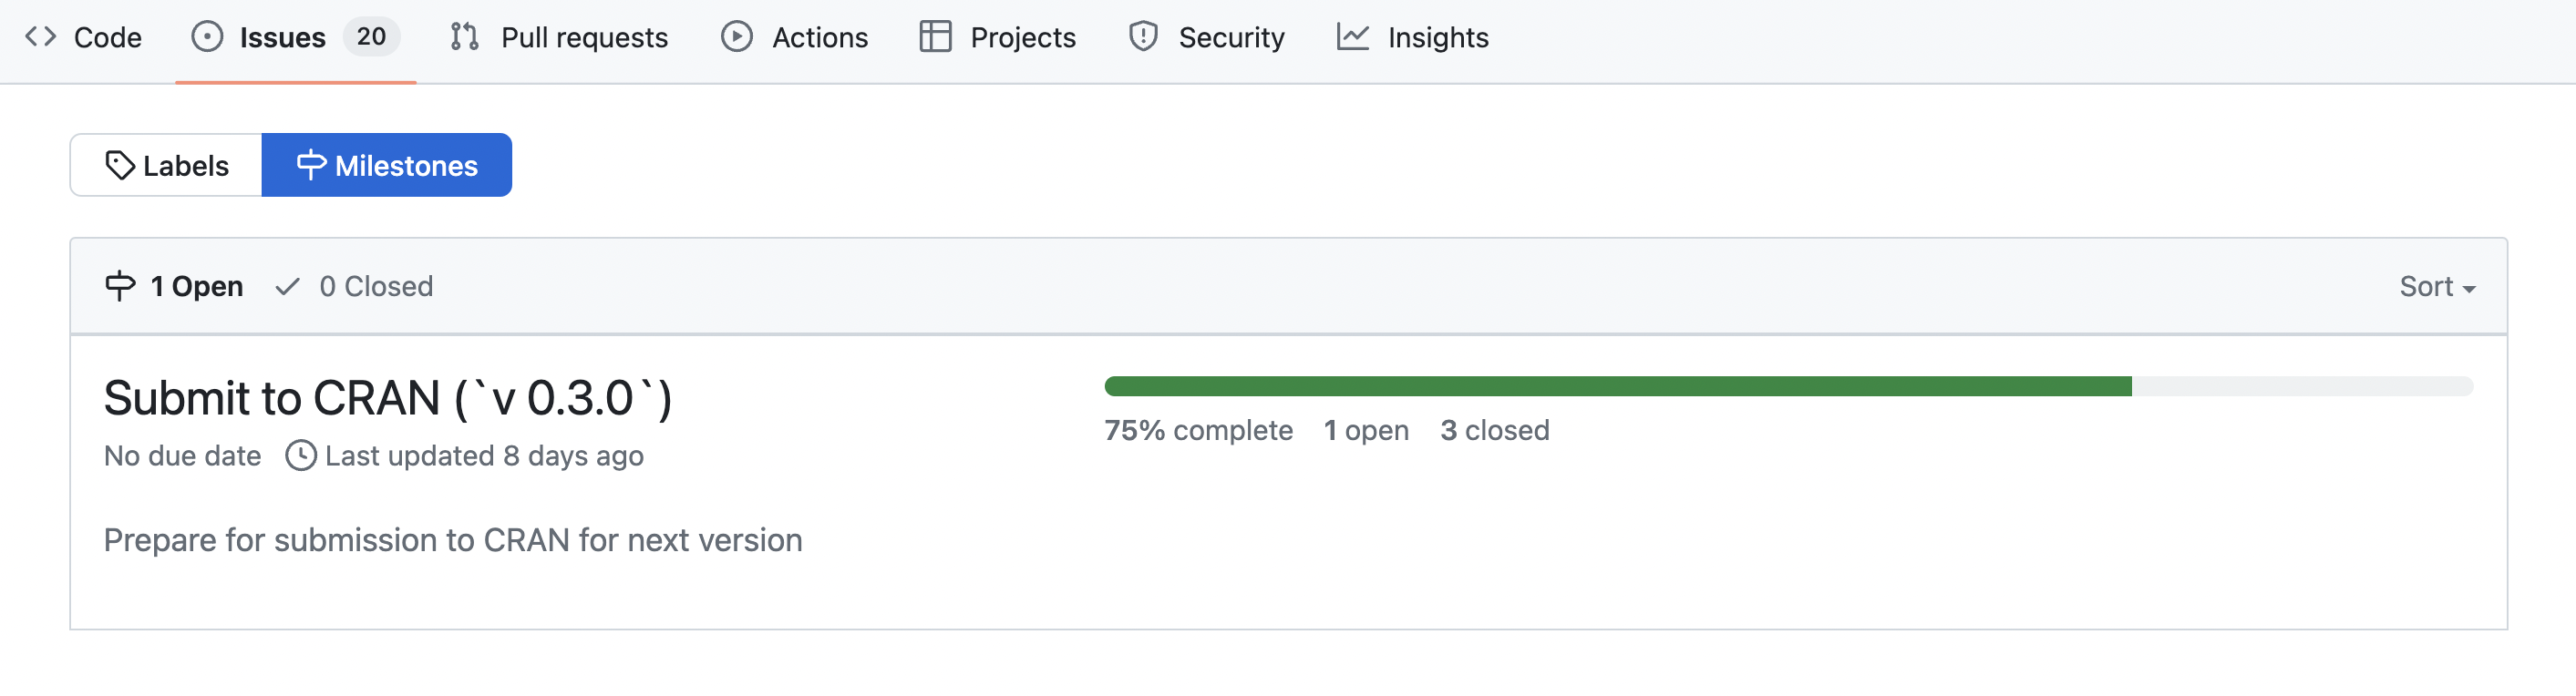 Code Issues 20 Pull requests Actions Projects Security Insights
Labels Milestones
1 Open 0 Closed Sort
Submit to CRAN (`v 0.3.0`)
75% complete 1 open 3 closed
No due date Last updated 8 days ago
Prepare for submission to CRAN for next version